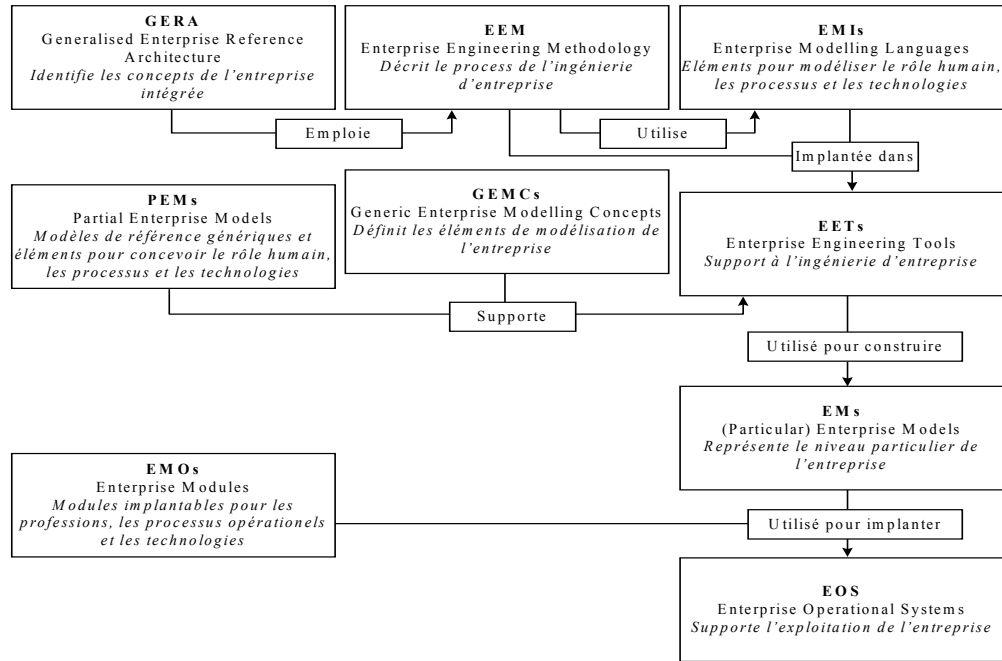 GERA
Generalised Enterprise Reference
Architecture
Identifie les concepts de l'entreprise
intégrée
EEM
Enterprise Engineering Methodology
Décrit le process de l'ingénierie
d'entreprise
EMIs
Enterprise Modelling Languages
Eléments pour modéliser le rôle humain,
les processus et les technologies
Emploie
Utilise
Implantée dans
PEMs
Partial Enterprise Models
Modèles de référence génériques et
éléments pour concevoir le rôle humain,
les processus et les technologies
GEMCs
Generic Enterprise Modelling Concepts
Définit les éléments de modélisation de
l'entreprise
EETs
Enterprise Engineering Tools
Support à l'ingénierie d'entreprise
Supporte
Utilisé pour construire
EMs
(Particular) Enterprise Models
Représente le niveau particulier de
l'entreprise
EMOs
Enterprise Modules
Modules implantables pour les
professions, les processus opérationels
et les technologies
Utilisé pour implanter
EOS
Enterprise Operational Systems
Supporte l'exploitation de l'entreprise